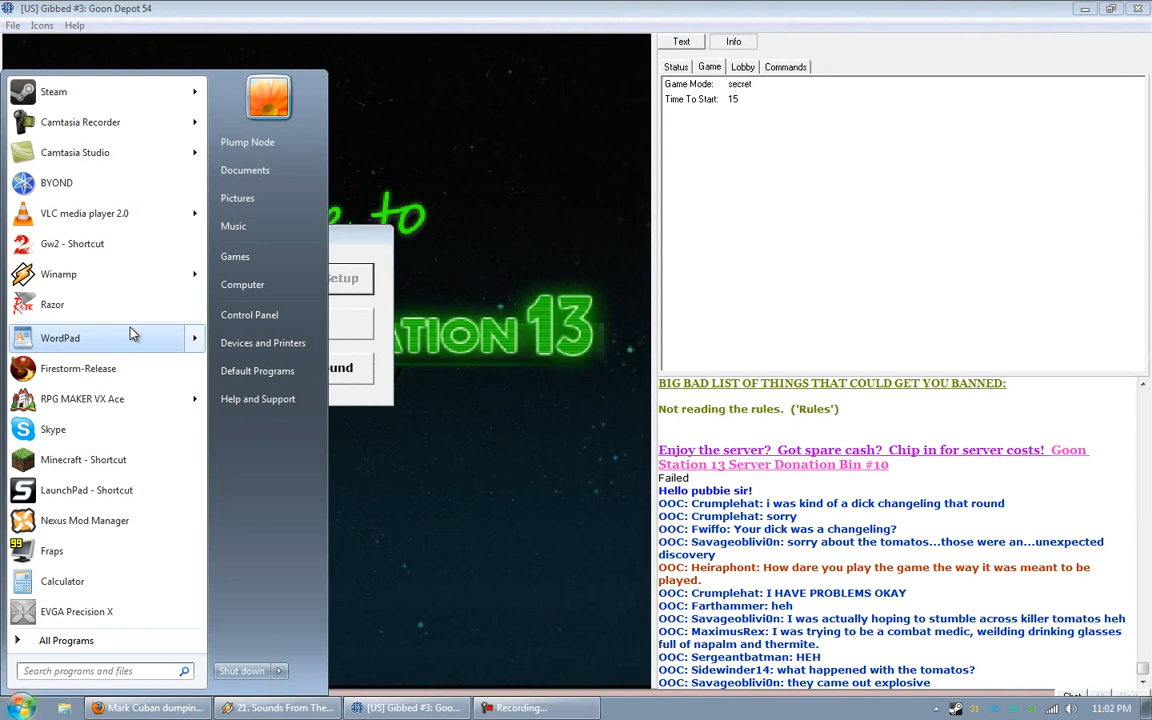 [US] Gibbed #3: Goon Depot 54
File Icons Help
Text Info
Status Game Lobby Commands
Game Mode: secret
Time To Start: 15
Steam
Camtasia Recorder
Camtasia Studio
BYOND
VLC media player 2.0
Gw2 - Shortcut
Winamp
Razor
WordPad
Firestorm-Release
RPG MAKER VX Ace
Skype
Minecraft - Shortcut
LaunchPad - Shortcut
Nexus Mod Manager
99
Fraps
Calculator
EVGA Precision X
All Programs
Search programs and files
Plump Node
Documents
Pictures
Music
Games
Computer
Control Panel
Devices and Printers
Default Programs
Help and Support
Shut down
to
ATION 13
Setup
und
BIG BAD LIST OF THINGS THAT COULD GET YOU BANNED:
Not reading the rules. ('Rules')
Enjoy the server? Got spare cash? Chip in for server costs! Goon
Station 13 Server Donation Bin #10
Failed
Hello pubbie sir!
OOC: Crumplehat: i was kind of a dick changeling that round
OOC: Crumplehat: sorry
OOC: Fwiffo: Your dick was a changeling?
OOC: Savageoblivi0n: sorry about the tomatos...those were an...unexpected
discovery
OOC: Heiraphont: How dare you play the game the way it was meant to be
played.
OOC: Crumplehat: I HAVE PROBLEMS OKAY
OOC: Farthammer: heh
OOC: Savageoblivi0n: I was actually hoping to stumble across killer tomatos heh
OOC: MaximusRex: I was trying to be a combat medic, weilding drinking glasses
full of napalm and thermite.
OOC: Sergeantbatman: HEH
OOC: Sidewinder14: what happened with the tomatos?
OOC: Savageoblivi0n: they came out explosive
Mark Cuban dumpin...
21. Sounds From The...
[US] Gibbed #3: Goo...
Recording...
31
11:02 PM